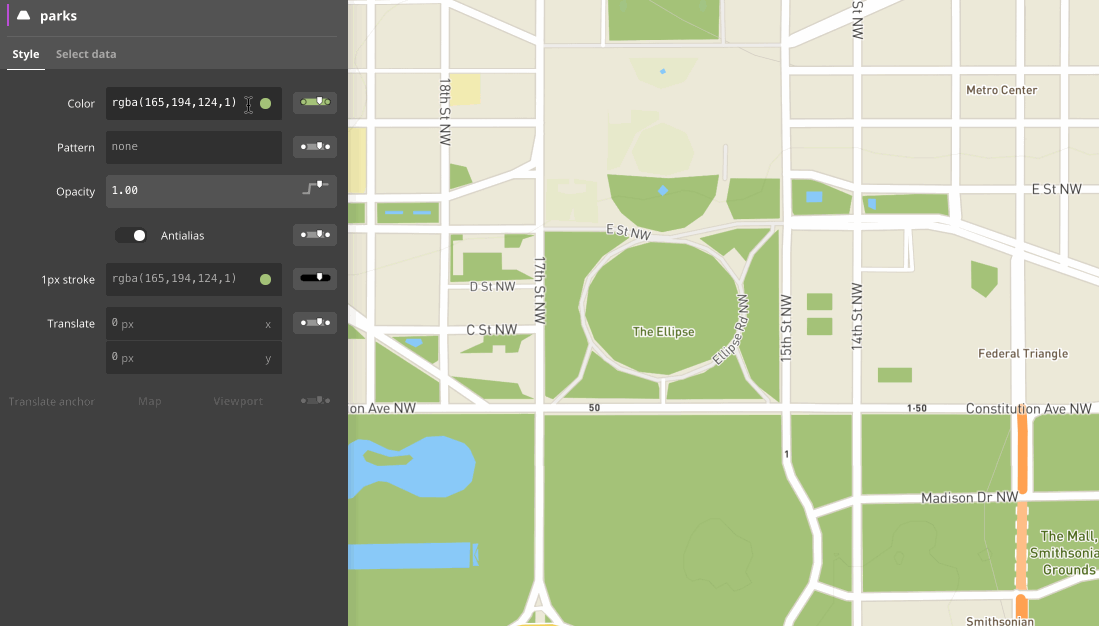 parks
Style
Select data
Color
rgba(165,194,124,1)
Pattern
none
Opacity
1.00
Antialias
1px stroke
rgba(165,194,124,1)
Translate
0 px
x
0 px
y
Translate anchor
Map
Viewport
St NW
18th St NW
Metro Center
E St NW
E St NW
17th St NW
D St NW
C St NW
The Ellipse
Ellipse Rd NW
15th St NW
14th St NW
Federal Triangle
on Ave NW
50
1-50
Constitution Ave NW
1
Madison Dr NW
The Mall,
Smithsonia
Grounds
Smithsonian